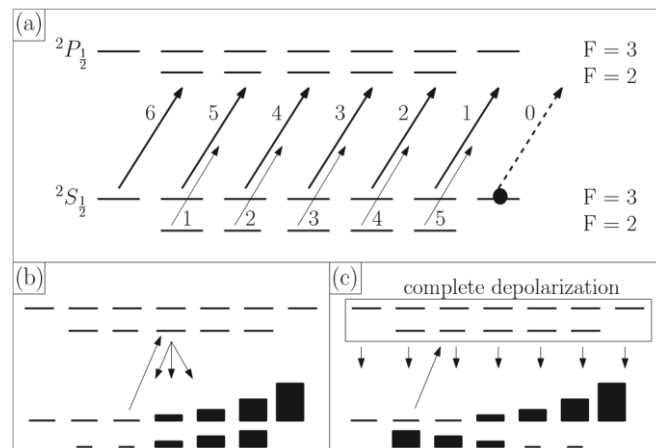 (a)
²P½ F = 3
F = 2
6 5 4 3 2 1 0
²S½ F = 3
1 2 3 4 5 F = 2
(b)
(c) complete depolarization